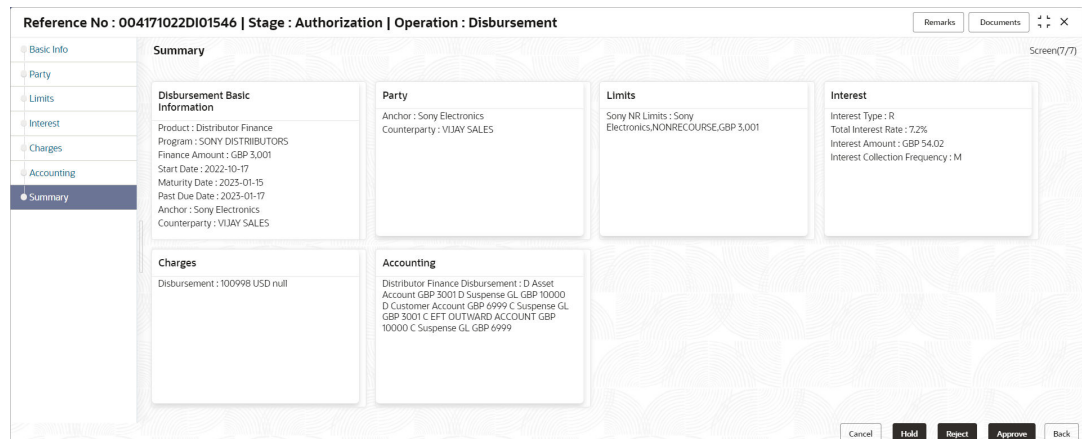 Reference No : 004171022DI01546 | Stage : Authorization | Operation : Disbursement
Remarks
Documents
Basic Info
Party
Limits
Interest
Charges
Accounting
Summary
Summary
Screen(7/7)
Disbursement Basic
Information
Product : Distributor Finance
Program : SONY DISTRIIBUTORS
Finance Amount : GBP 3,001
Start Date : 2022-10-17
Maturity Date : 2023-01-15
Past Due Date : 2023-01-17
Anchor : Sony Electronics
Counterparty : VIJAY SALES
Party
Anchor : Sony Electronics
Counterparty : VIJAY SALES
Limits
Sony NR Limits : Sony
Electronics,NONRECOURSE,GBP 3,001
Interest
Interest Type : R
Total Interest Rate : 7.2%
Interest Amount : GBP 54.02
Interest Collection Frequency : M
Charges
Disbursement : 100998 USD null
Accounting
Distributor Finance Disbursement : D Asset
Account GBP 3001 D Suspense GL GBP 10000
D Customer Account GBP 6999 C Suspense GL
GBP 3001 C EFT OUTWARD ACCOUNT GBP
10000 C Suspense GL GBP 6999
Cancel
Hold
Reject
Approve
Back